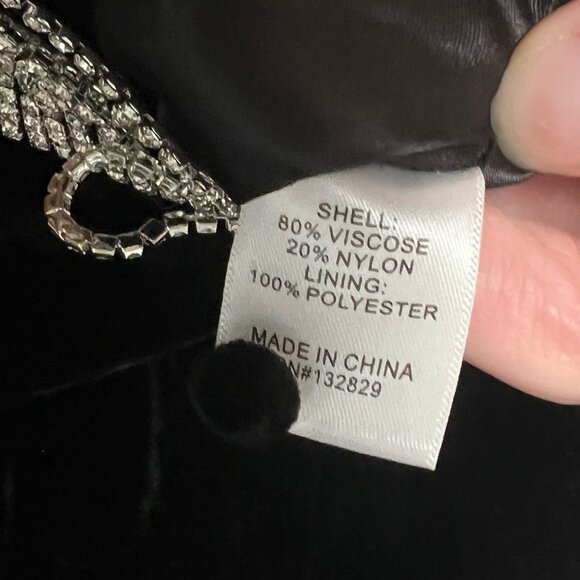 SHELL:
80% VISCOSE
20% NYLON
LINING:
100% POLYESTER
MADE IN CHINA
#132829